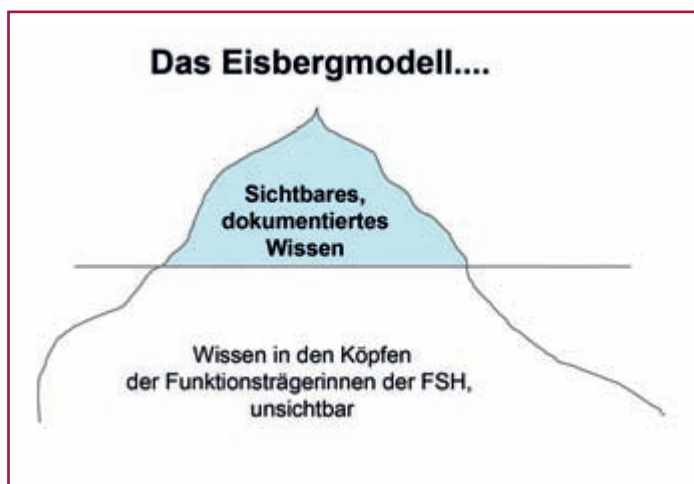 Das Eisbergmodell....
Sichtbares,
dokumentiertes
Wissen
Wissen in den Köpfen
der Funktionsträgerinnen der FSH,
unsichtbar